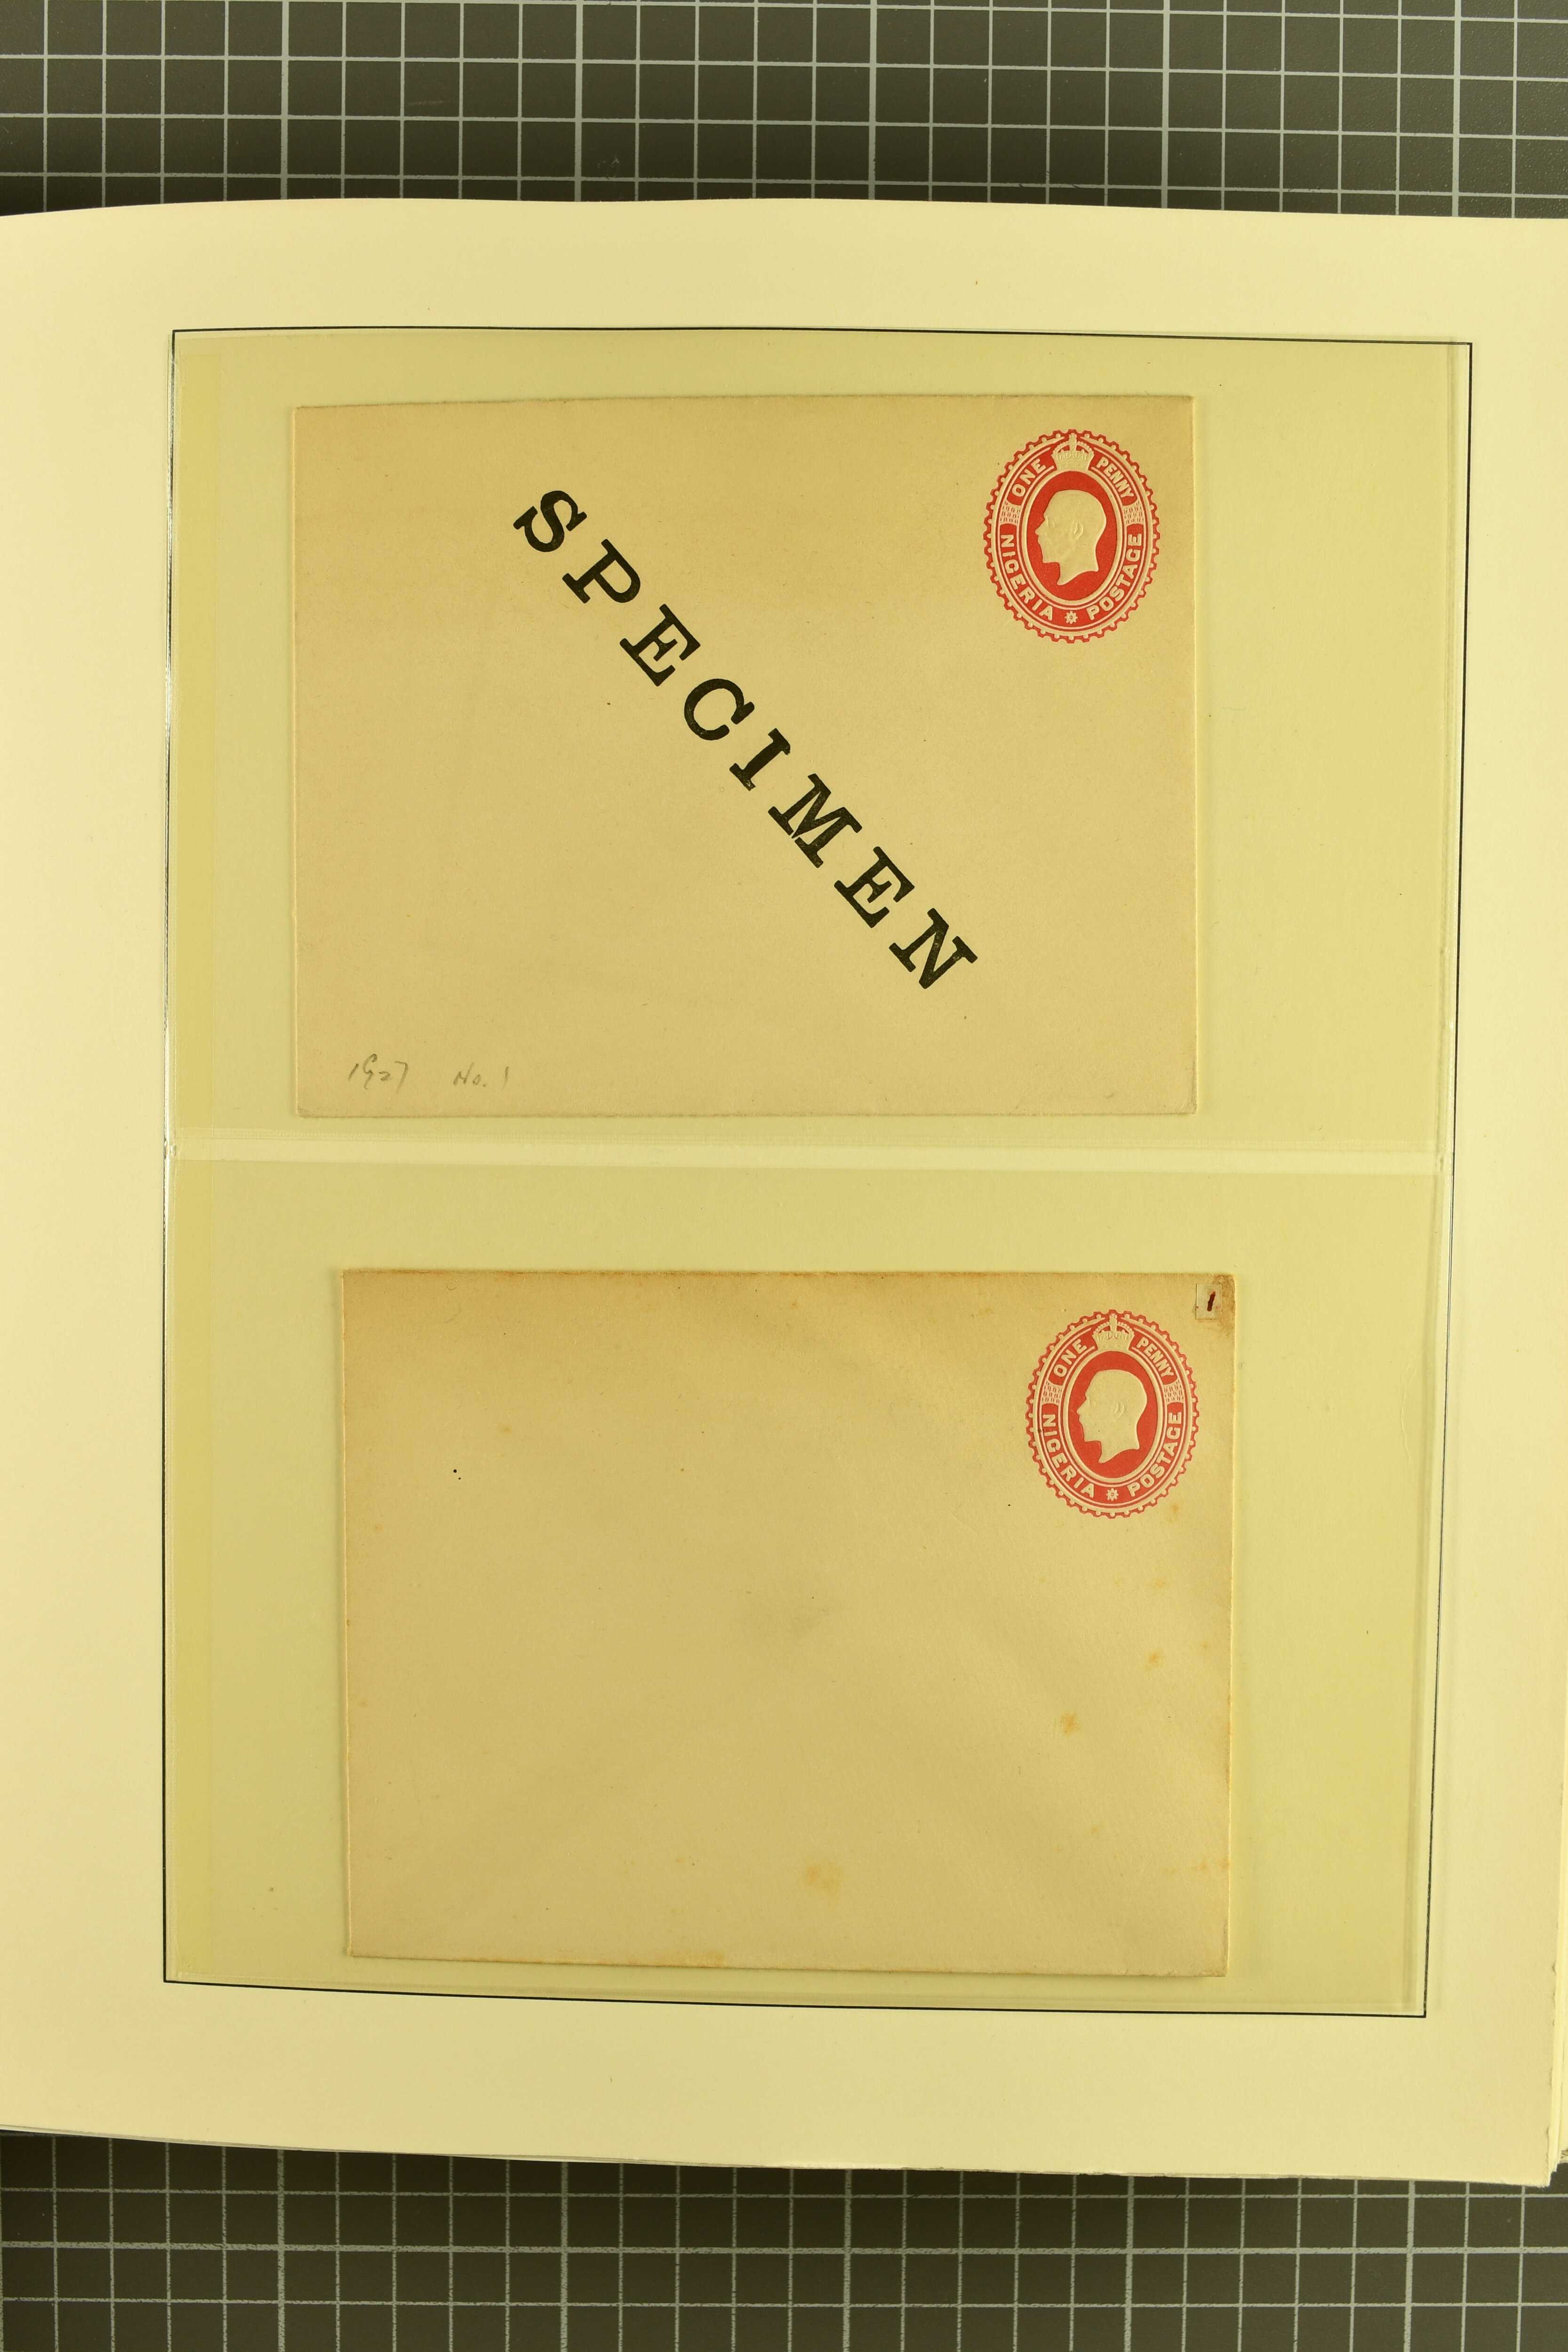 ONE PENNY
NIGERIA POSTAGE
SPECIMEN
1927 No. 1
1
ONE PENNY
NIGERIA POSTAGE